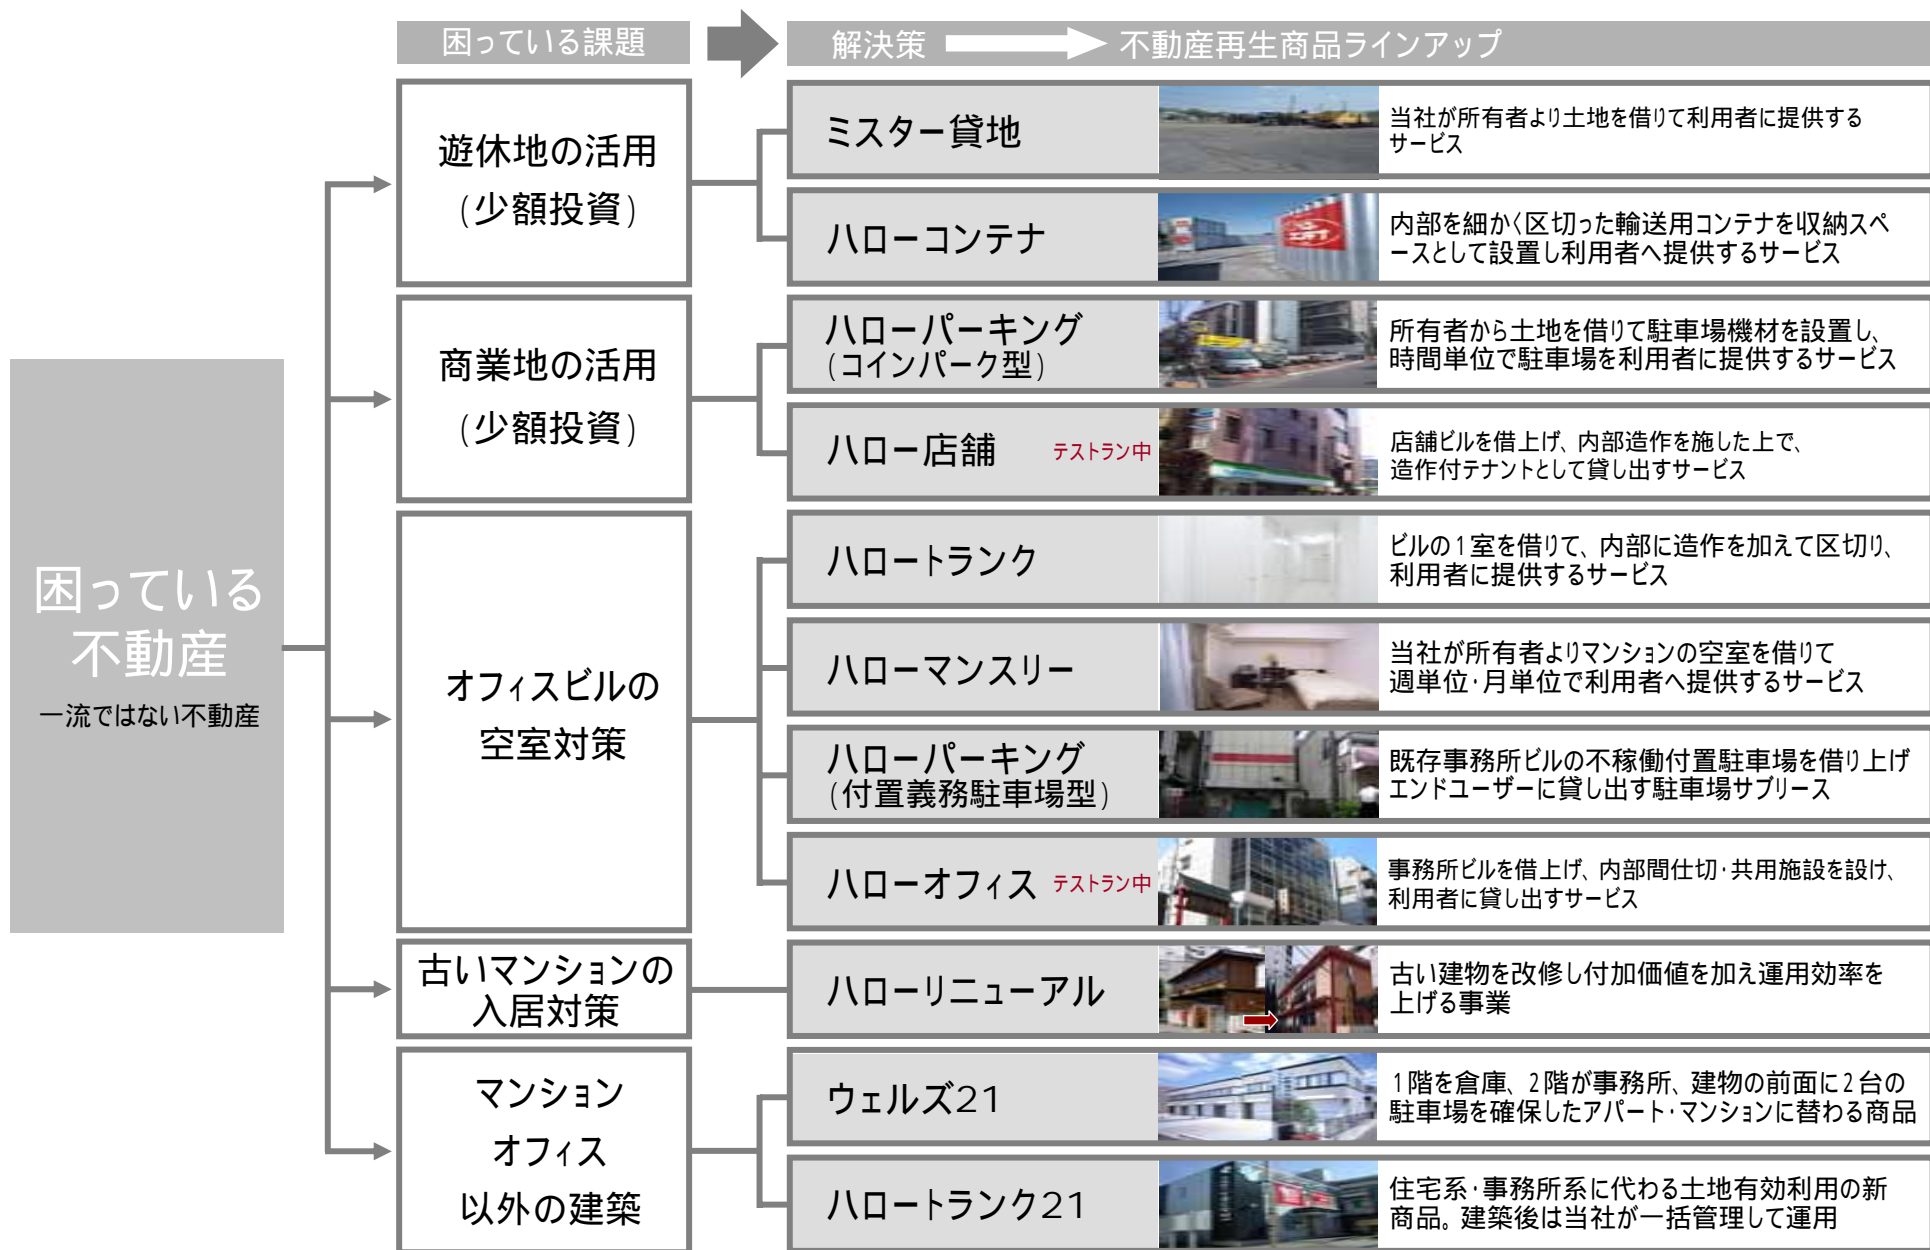 困っている課題
解決策
不動産再生商品ラインアップ
困っている
不動産
一流ではない不動産
遊休地の活用
(少額投資)
ミスター貸地
当社が所有者より土地を借りて利用者に提供する
サービス
ハローコンテナ
内部を細かく区切った輸送用コンテナを収納スペ
ースとして設置し利用者へ提供するサービス
商業地の活用
(少額投資)
ハローパーキング
(コインパーク型)
所有者から土地を借りて駐車場機材を設置し、
時間単位で駐車場を利用者に提供するサービス
ハロー店舗 テストラン中
店舗ビルを借上げ、内部造作を施した上で、
造作付テナントとして貸し出すサービス
オフィスビルの
空室対策
ハロートランク
ビルの1室を借りて、内部に造作を加えて区切り、
利用者に提供するサービス
ハローマンスリー
当社が所有者よりマンションの空室を借りて
週単位・月単位で利用者へ提供するサービス
ハローパーキング
(付置義務駐車場型)
既存事務所ビルの不稼働付置駐車場を借り上げ
エンドユーザーに貸し出す駐車場サブリース
ハローオフィス テストラン中
事務所ビルを借上げ、内部間仕切・共用施設を設け、
利用者に貸し出すサービス
古いマンションの
入居対策
ハローリニューアル
古い建物を改修し付加価値を加え運用効率を
上げる事業
マンション
オフィス
以外の建築
ウェルズ21
1階を倉庫、2階が事務所、建物の前面に2台の
駐車場を確保したアパート・マンションに替わる商品
ハロートランク21
住宅系・事務所系に代わる土地有効利用の新
商品。建築後は当社が一括管理して運用